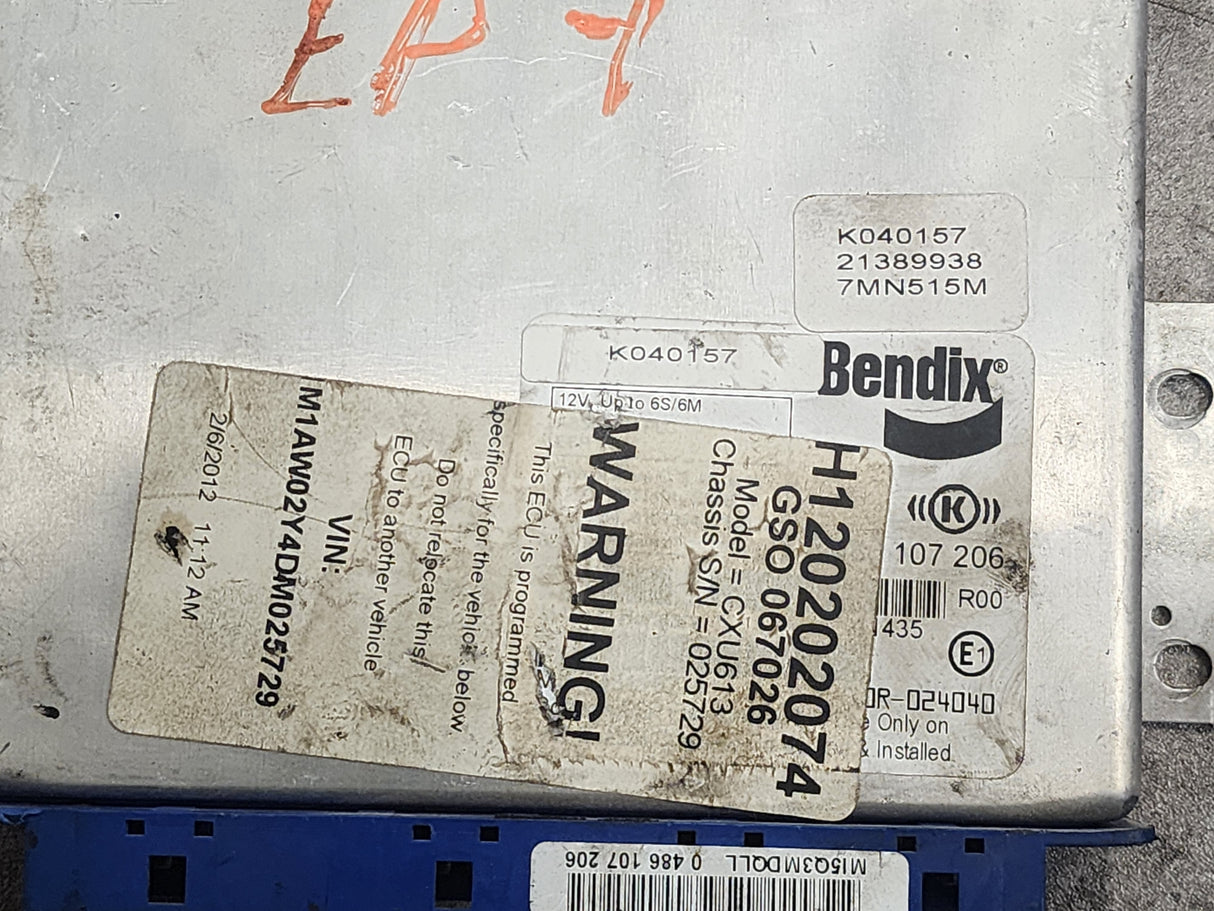 K040157
21389938
7MN515M
K040157
12V, Up to 6S/6M
Bendix®
K
107 206
R00
435
E1
0R-024040
Only on
& Installed
H120202074
GSO 067026
Model = CXU613
Chassis S/N = 025729
WARNING!
This ECU is programmed
specifically for the vehicle below
Do not relocate this
ECU to another vehicle
VIN:
M1AW02Y4DM025729
2/6/2012 11:12 AM
MI5Q3MDQLL 0 486 107 206